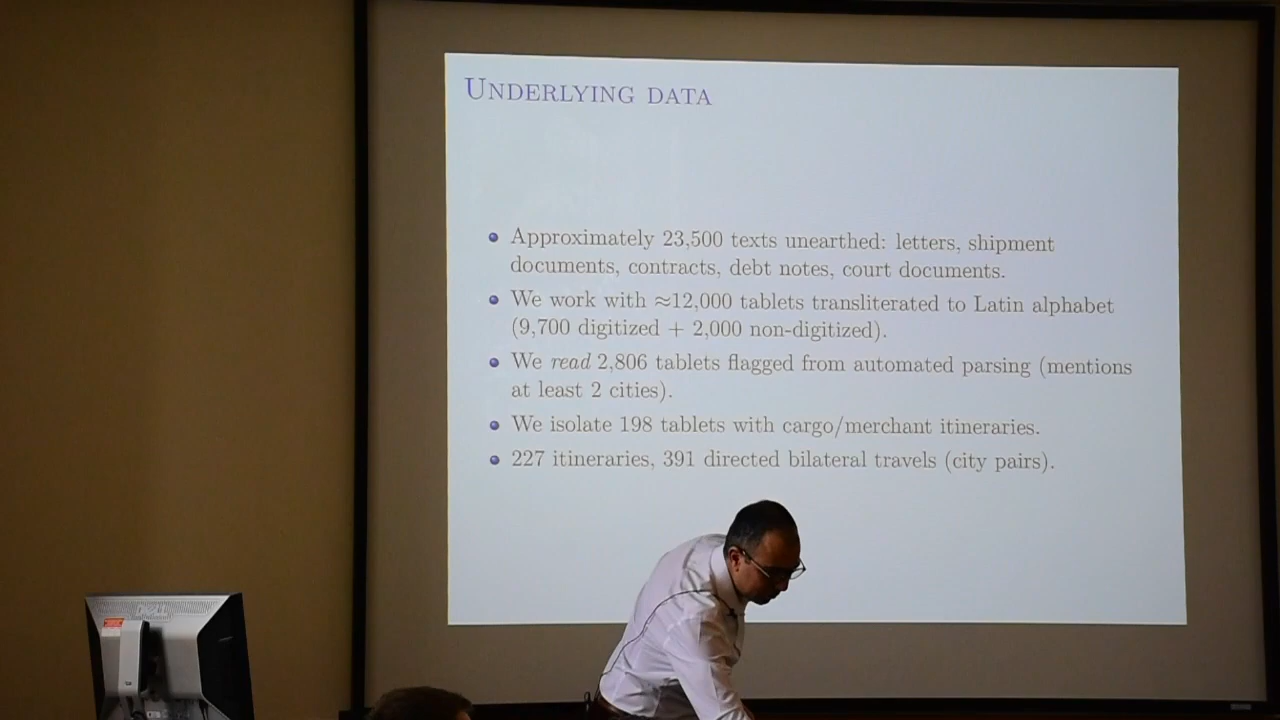 UNDERLYING DATA
Approximately 23,500 texts unearthed: letters, shipment
documents, contracts, debt notes, court documents.
We work with ≈12,000 tablets transliterated to Latin alphabet
(9,700 digitized + 2,000 non-digitized).
We read 2,806 tablets flagged from automated parsing (mentions
at least 2 cities).
We isolate 198 tablets with cargo/merchant itineraries.
227 itineraries, 391 directed bilateral travels (city pairs).
DELL